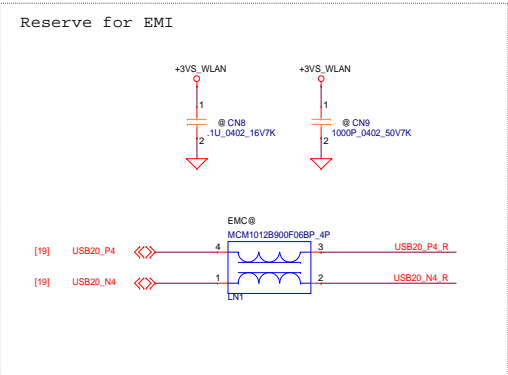 Reserve for EMI
+3VS_WLAN +3VS_WLAN
1 1
@ CN8 @ CN9
.1U_0402_16V7K 1000P_0402_50V7K
2 2
EMC@
MCM1012B900F06BP_4P
[19] USB20_P4 4 3 USB20_P4_R
[19] USB20_N4 1 2 USB20_N4_R
LN1